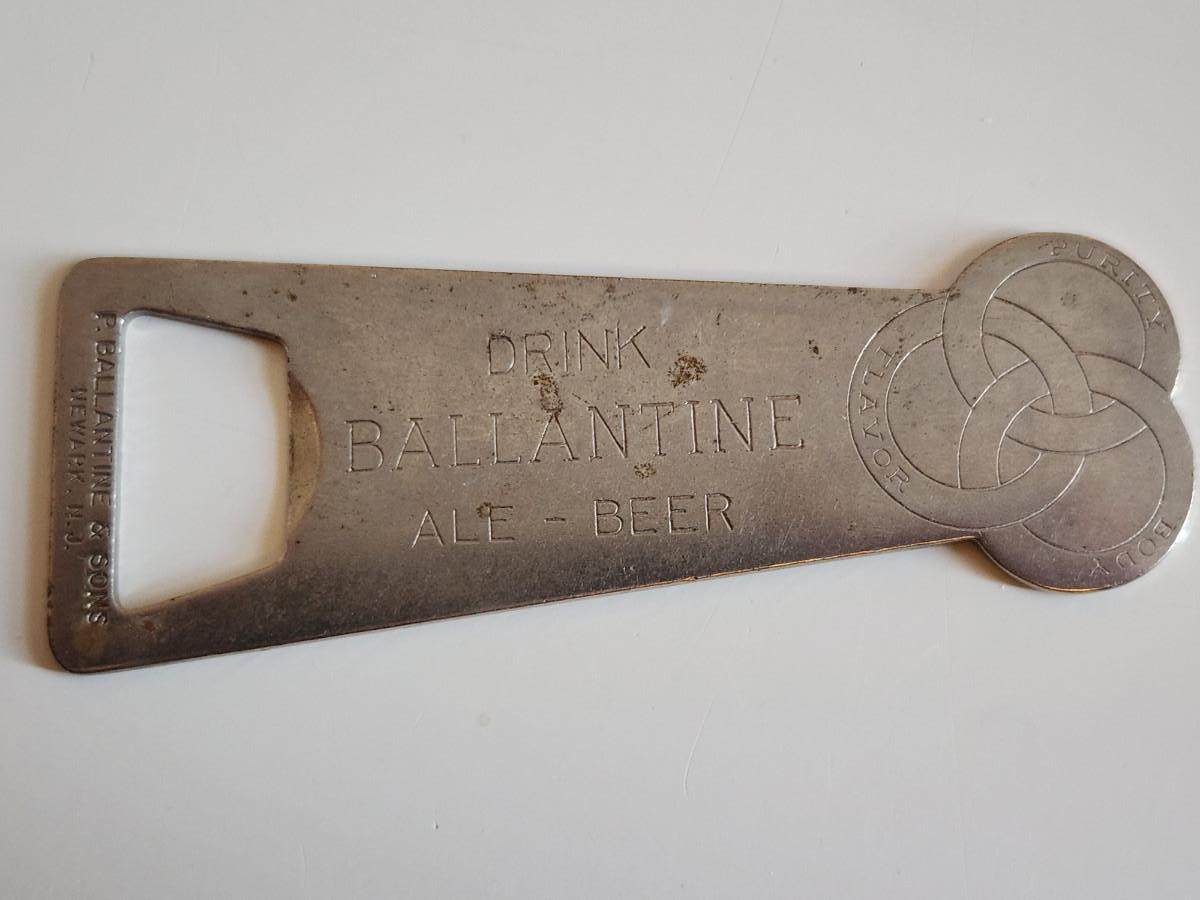 DRINK
BALLANTINE
ALE - BEER
P. BALLANTINE & SONS
NEWARK, N.J.
PURITY
FLAVOR
BODY